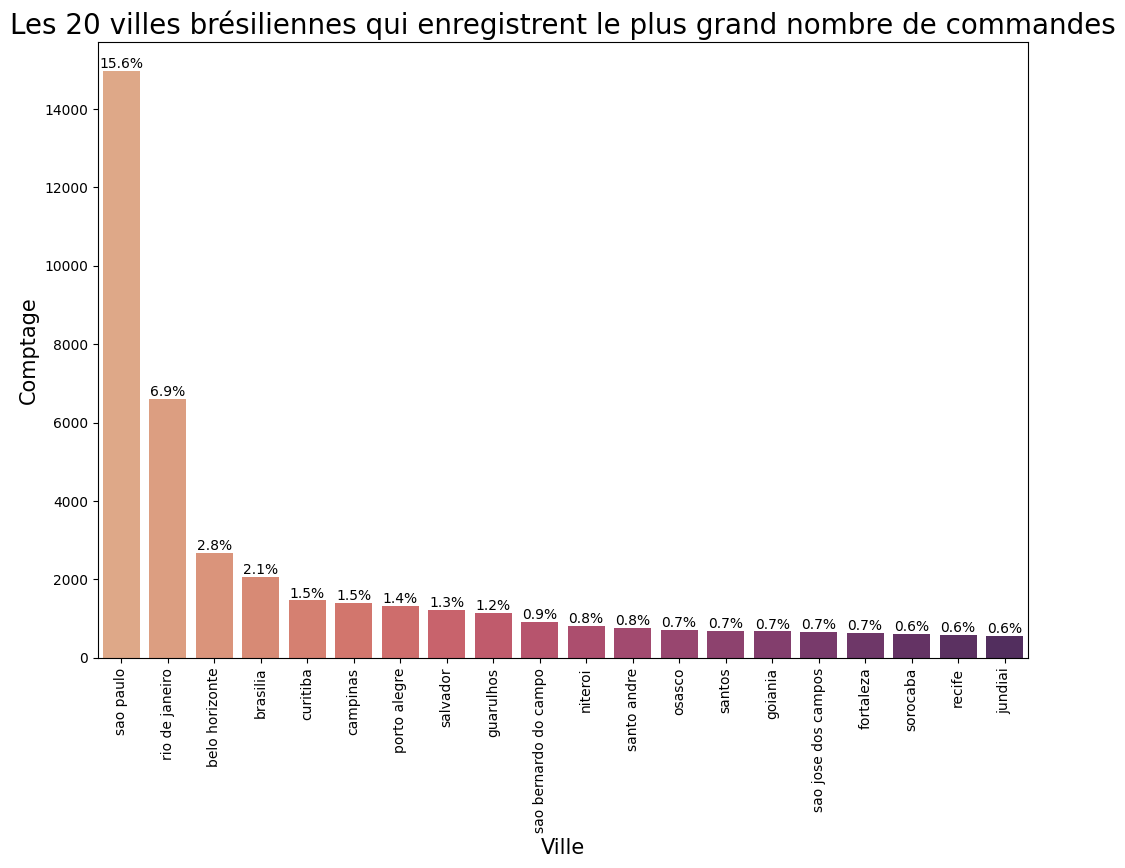 Les 20 villes brésiliennes qui enregistrent le plus grand nombre de commandes
15.6%
6.9%
2.8%
2.1%
1.5%
1.5%
1.4%
1.3%
1.2%
0.9%
0.8%
0.8%
0.7%
0.7%
0.7%
0.7%
0.7%
0.6%
0.6%
0.6%
14000
12000
10000
8000
6000
4000
2000
0
Comptage
sao paulo
rio de janeiro
belo horizonte
brasilia
curitiba
campinas
porto alegre
salvador
guarulhos
sao bernardo do campo
niteroi
santo andre
osasco
santos
goiania
sao jose dos campos
fortaleza
sorocaba
recife
jundiai
Ville